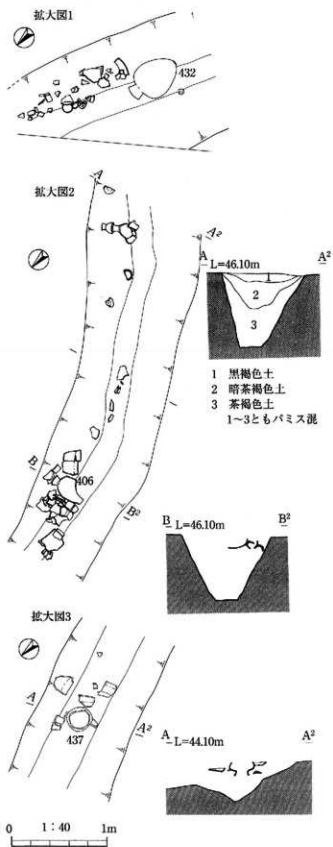 拡大図1
432
拡大図2
A
A²
A L=46.10m A²
1
2
3
1 黒褐色土
2 暗茶褐色土
3 茶褐色土
1~3ともパミス混
406
B
B²
B L=46.10m B²
拡大図3
A
A²
437
A L=44.10m A²
0 1:40 1m